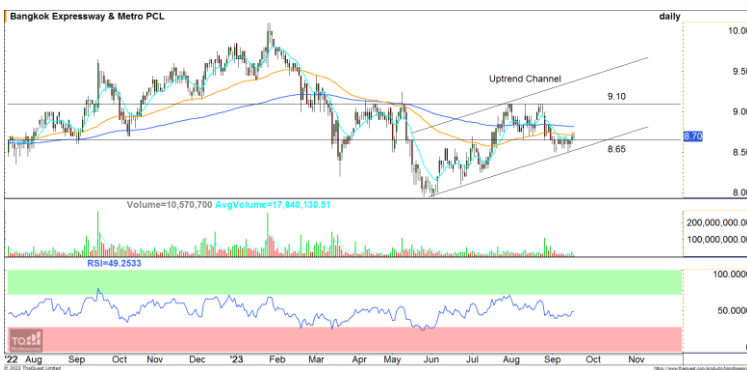 Bangkok Expressway & Metro PCL daily
10.00
Uptrend Channel
9.50
9.10
9.00
8.70
8.65
8.50
8.00
Volume=10,570,700 AvgVolume=17,840,130.51
200,000,000
100,000,000.
RSI=49.2533
100.0000
50.0000
TQ
Professional
'22 Aug Sep Oct Nov Dec '23 Feb Mar Apr May Jun Jul Aug Sep Oct Nov